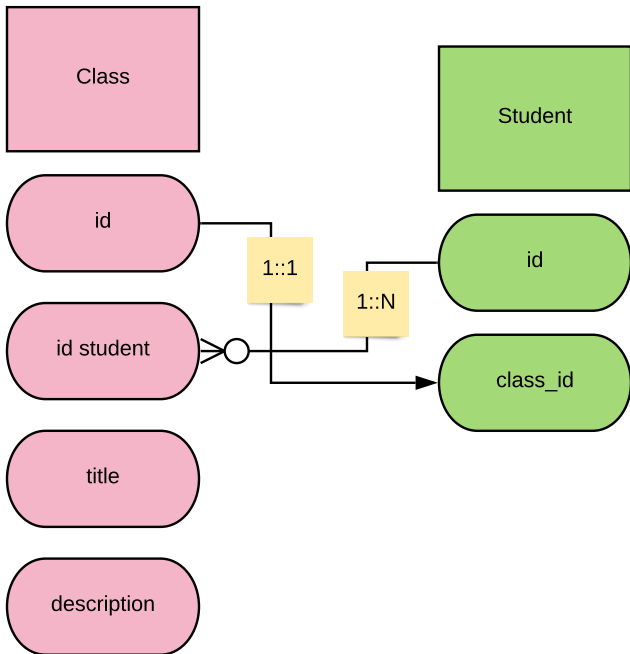 Class
id
id student
title
description
1::1
1::N
Student
id
class_id